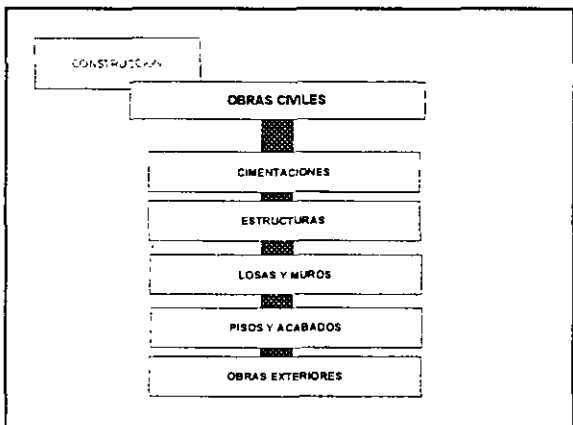 CONSTRUCCION
OBRAS CIVILES
CIMENTACIONES
ESTRUCTURAS
LOSAS Y MUROS
PISOS Y ACABADOS
OBRAS EXTERIORES